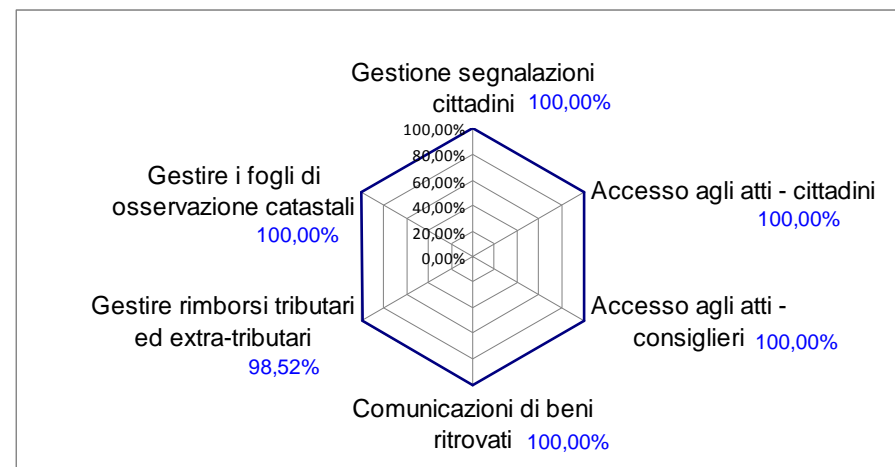 Gestione segnalazioni
cittadini 100,00%
100,00%
80,00%
60,00%
40,00%
20,00%
0,00%
Accesso agli atti - cittadini
100,00%
Accesso agli atti -
consiglieri 100,00%
Comunicazioni di beni
ritrovati 100,00%
Gestire rimborsi tributari
ed extra-tributari
98,52%
Gestire i fogli di
osservazione catastali
100,00%